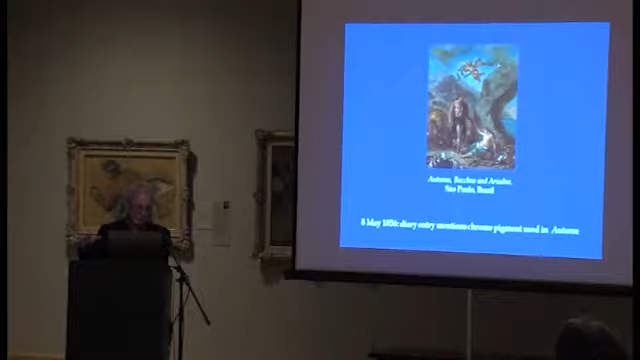 Autumn, Bacchus and Ariadne,
Sao Paulo, Brazil
8 May 1856: diary entry mentions chrome pigment used in Autumn